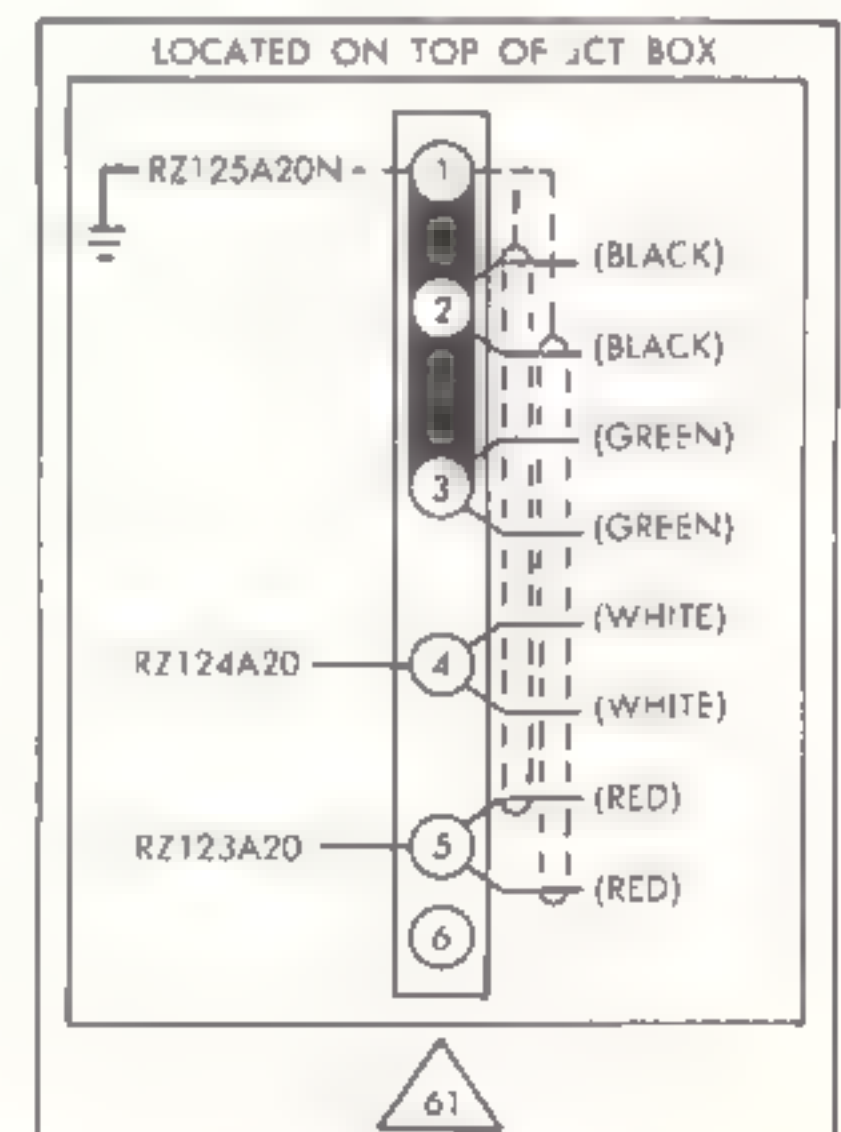 LOCATED ON TOP OF JCT BOX
RZ125A20N
1
(BLACK)
2
(BLACK)
(GREEN)
3
(GREEN)
(WHITE)
RZ124A20
4
(WHITE)
(RED)
RZ123A20
5
(RED)
6
61